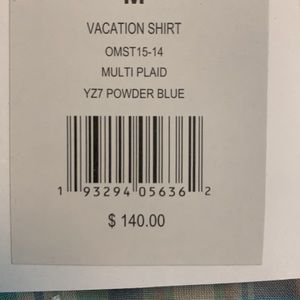 M
VACATION SHIRT
OMST15-14
MULTI PLAID
YZ7 POWDER BLUE
1 93294 05636 2
$ 140.00